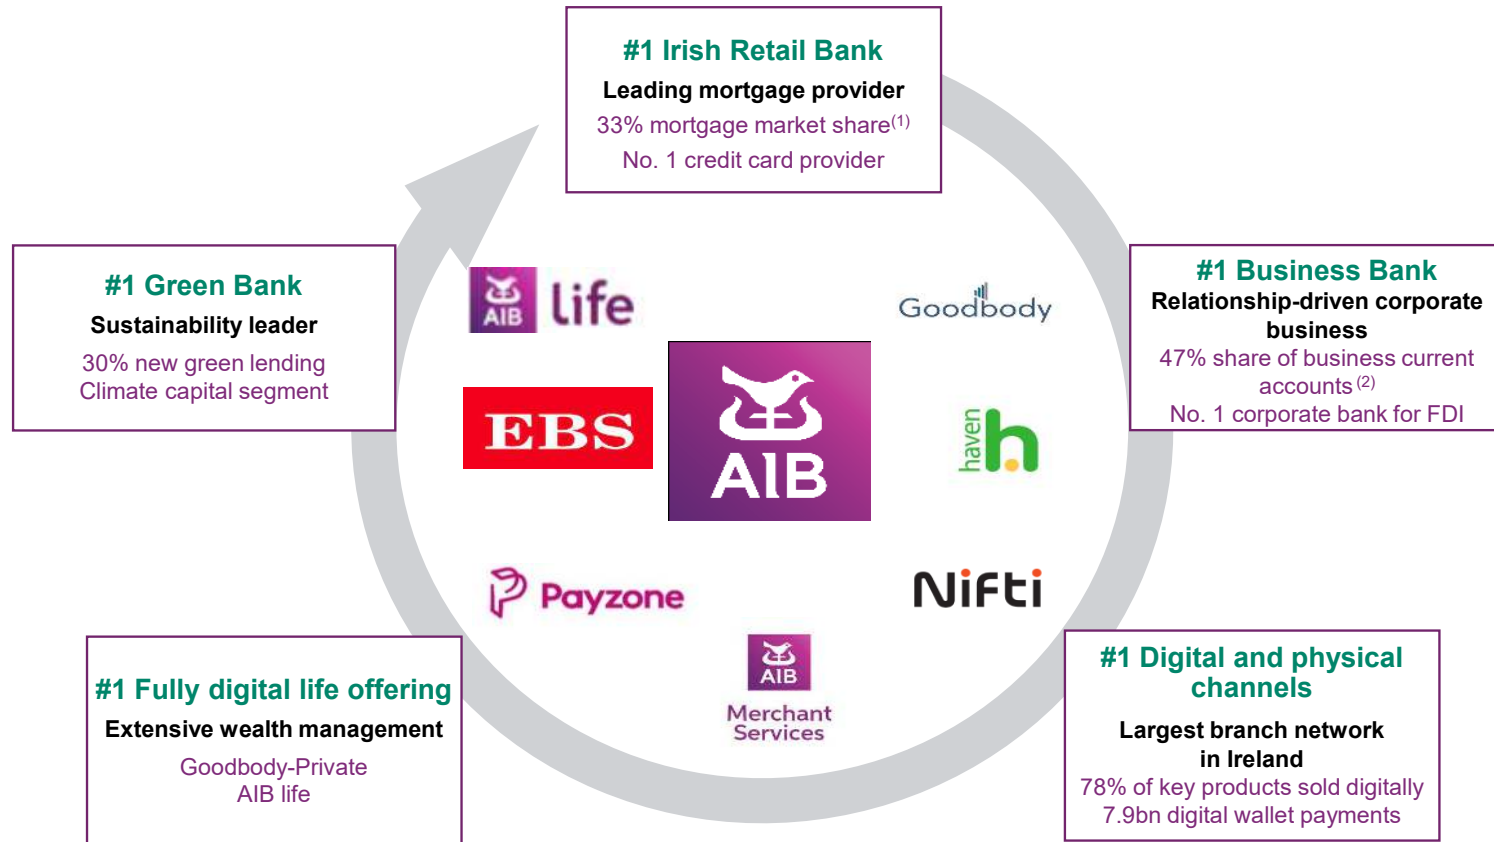 #1 Irish Retail Bank
Leading mortgage provider
33% mortgage market share(1)
No. 1 credit card provider
#1 Green Bank
Sustainability leader
30% new green lending
Climate capital segment
AIB life
Goodbody
#1 Business Bank
Relationship-driven corporate
business
47% share of business current
accounts (2)
No. 1 corporate bank for FDI
EBS
AIB
haven h
Payzone
Nifti
AIB
Merchant
Services
#1 Fully digital life offering
Extensive wealth management
Goodbody-Private
AIB life
#1 Digital and physical
channels
Largest branch network
in Ireland
78% of key products sold digitally
7.9bn digital wallet payments